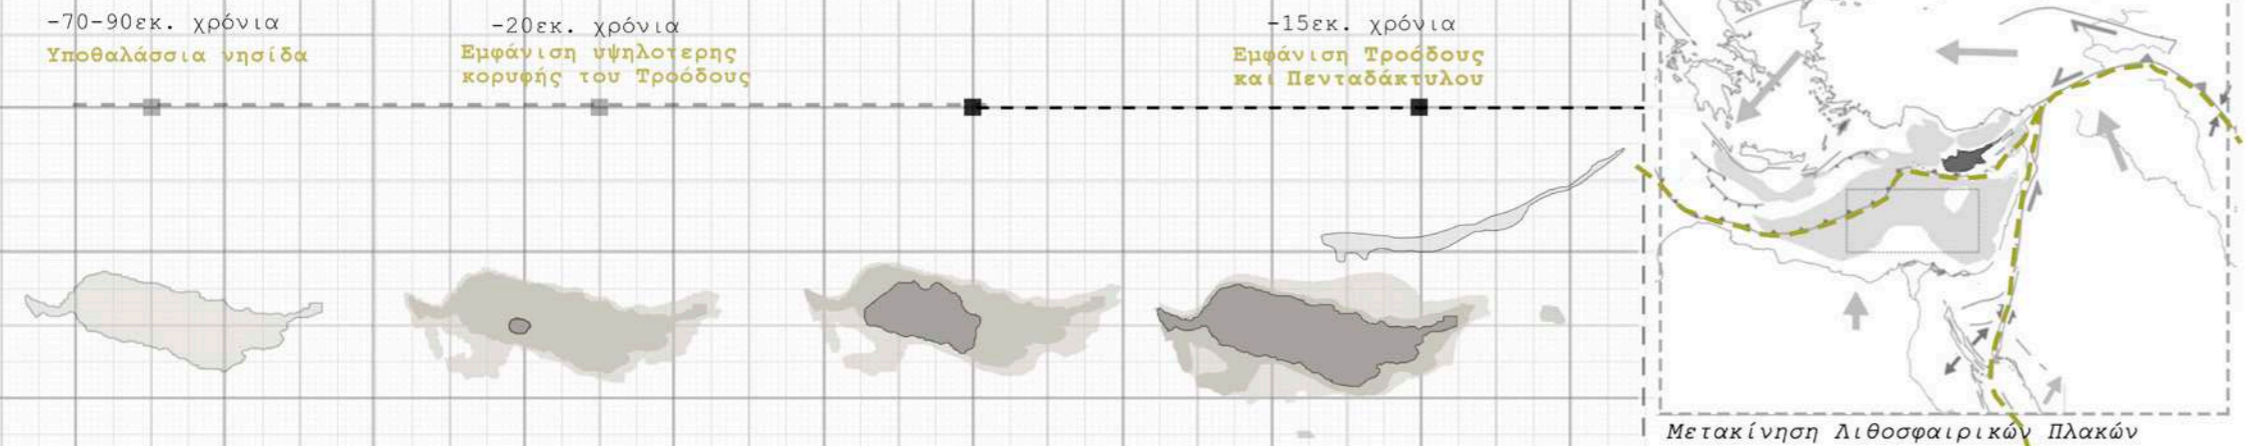 -70-90εκ. χρόνια
Υποθαλάσσια νησίδα
-20εκ. χρόνια
Εμφάνιση υψηλοτερης
κορυφής του Τροόδους
-15εκ. χρόνια
Εμφάνιση Τροόδους
και Πενταδάκτυλου
Μετακίνηση Λιθοσφαιρικών Πλακών